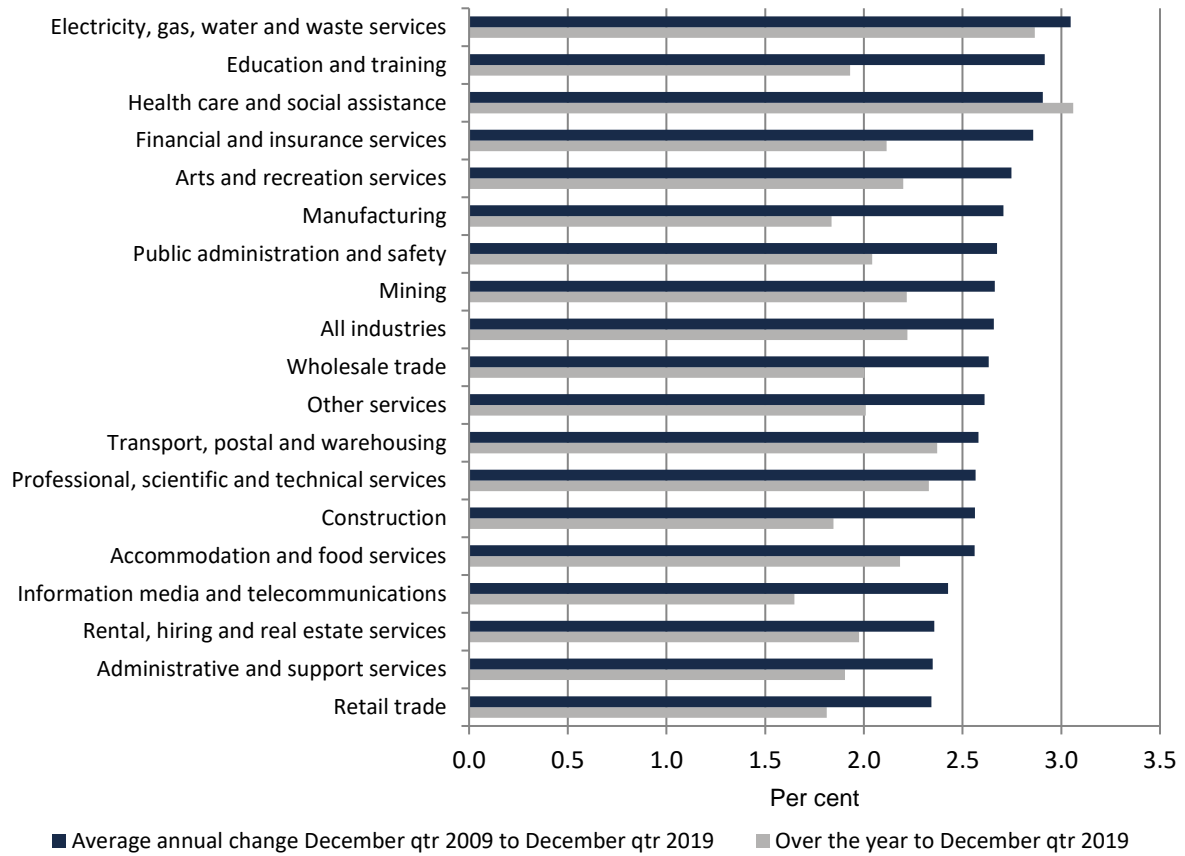 Electricity, gas, water and waste services
Education and training
Health care and social assistance
Financial and insurance services
Arts and recreation services
Manufacturing
Public administration and safety
Mining
All industries
Wholesale trade
Other services
Transport, postal and warehousing
Professional, scientific and technical services
Construction
Accommodation and food services
Information media and telecommunications
Rental, hiring and real estate services
Administrative and support services
Retail trade
0.0 0.5 1.0 1.5 2.0 2.5 3.0 3.5
Per cent
Average annual change December qtr 2009 to December qtr 2019 Over the year to December qtr 2019